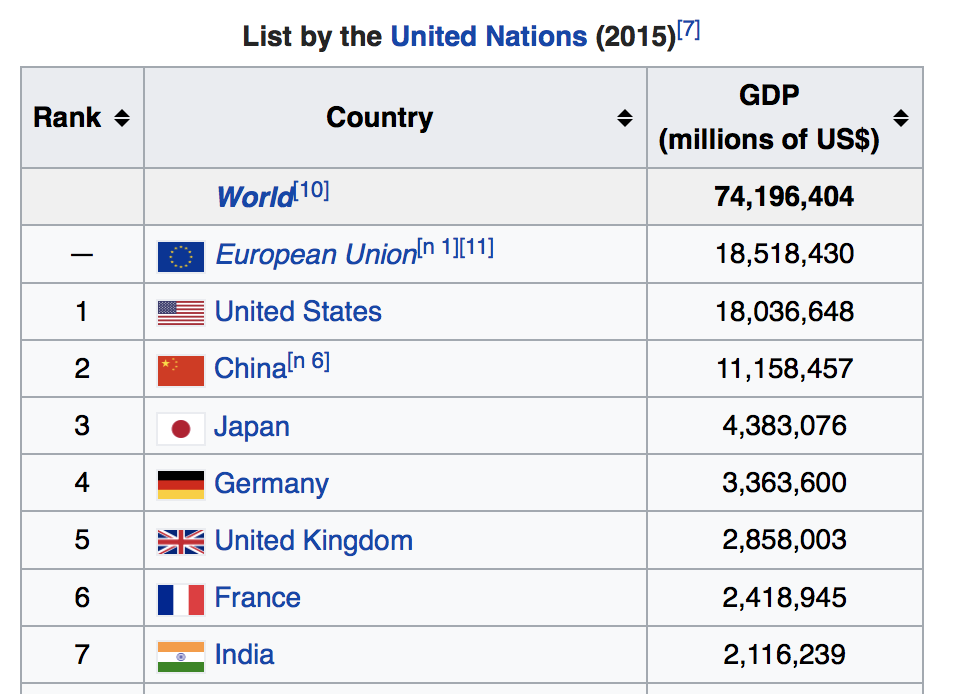 List by the United Nations (2015)[7]
Rank Country GDP (millions of US$)
World[10] 74,196,404
— European Union[n 1][11] 18,518,430
1 United States 18,036,648
2 China[n 6] 11,158,457
3 Japan 4,383,076
4 Germany 3,363,600
5 United Kingdom 2,858,003
6 France 2,418,945
7 India 2,116,239